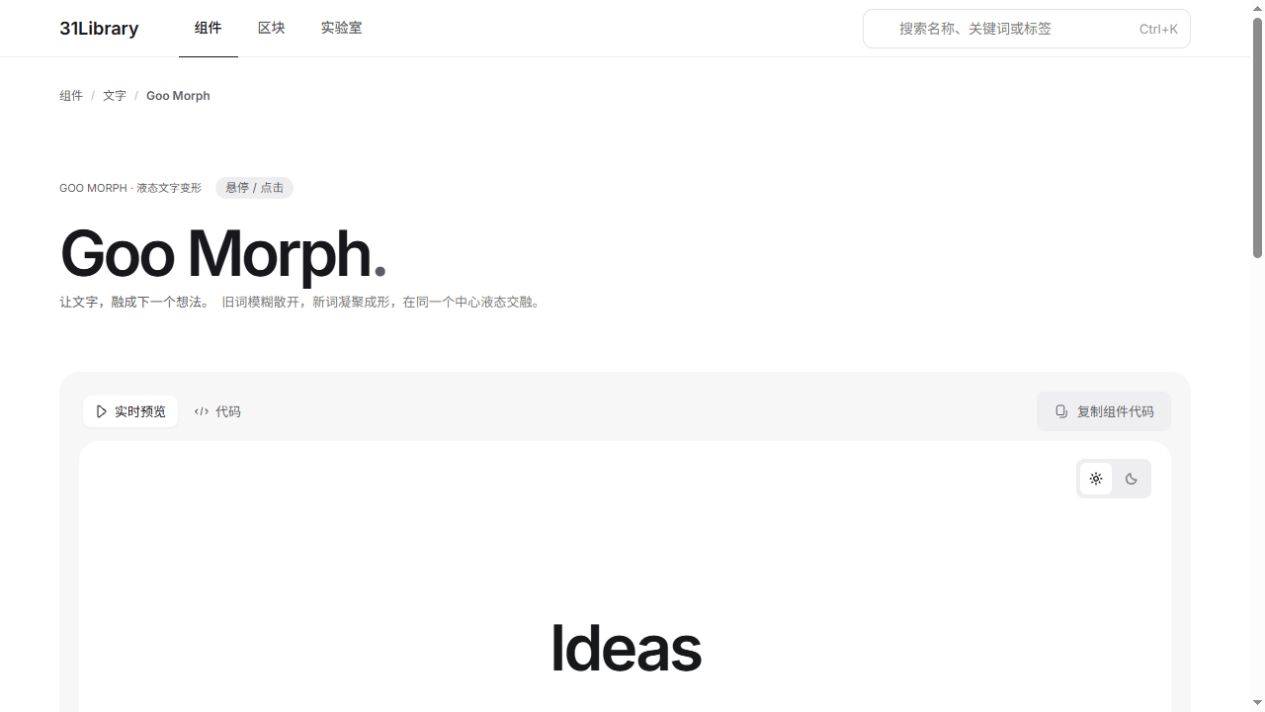 31Library 组件 区块 实验室 搜索名称、关键词或标签 Ctrl+K
组件 / 文字 / Goo Morph
GOO MORPH · 液态文字变形 悬停 / 点击
Goo Morph.
让文字，融成下一个想法。 旧词模糊散开，新词凝聚成形，在同一个中心液态交融。
实时预览 </> 代码 复制组件代码
Ideas